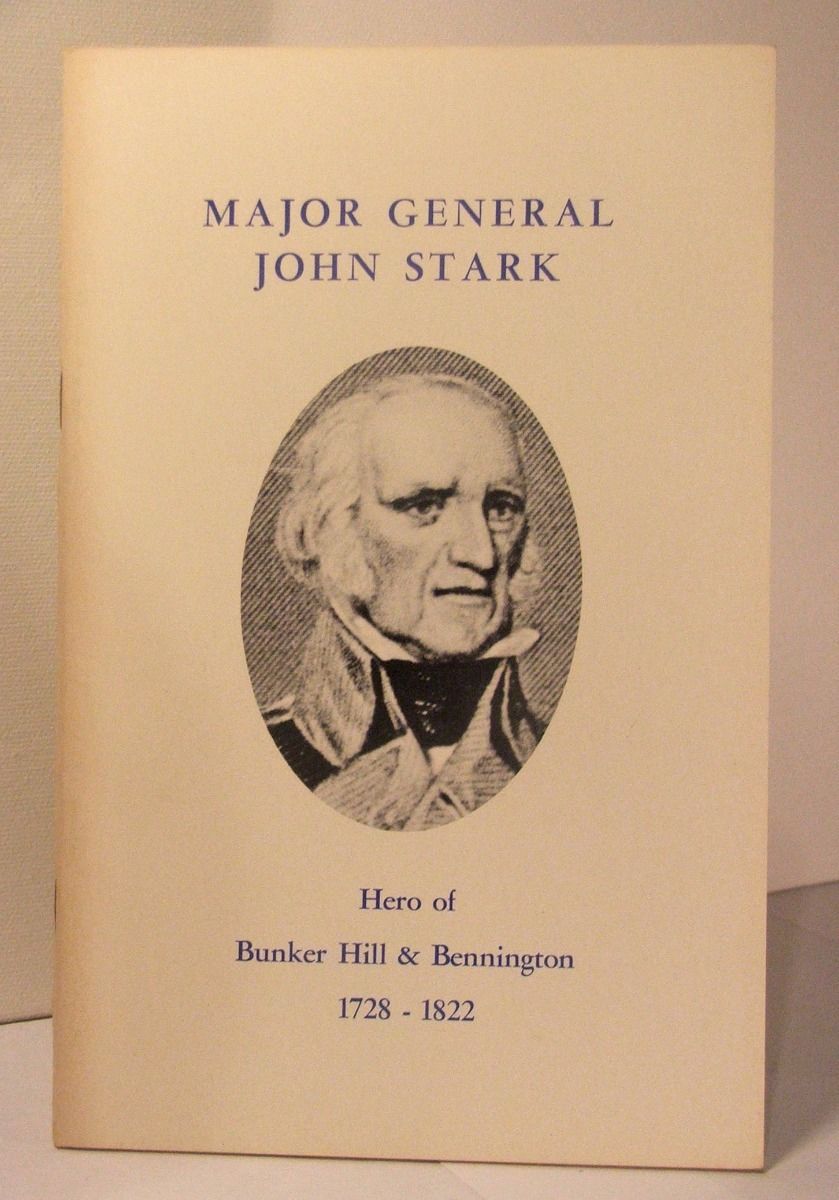 MAJOR GENERAL
JOHN STARK
Hero of
Bunker Hill & Bennington
1728 - 1822